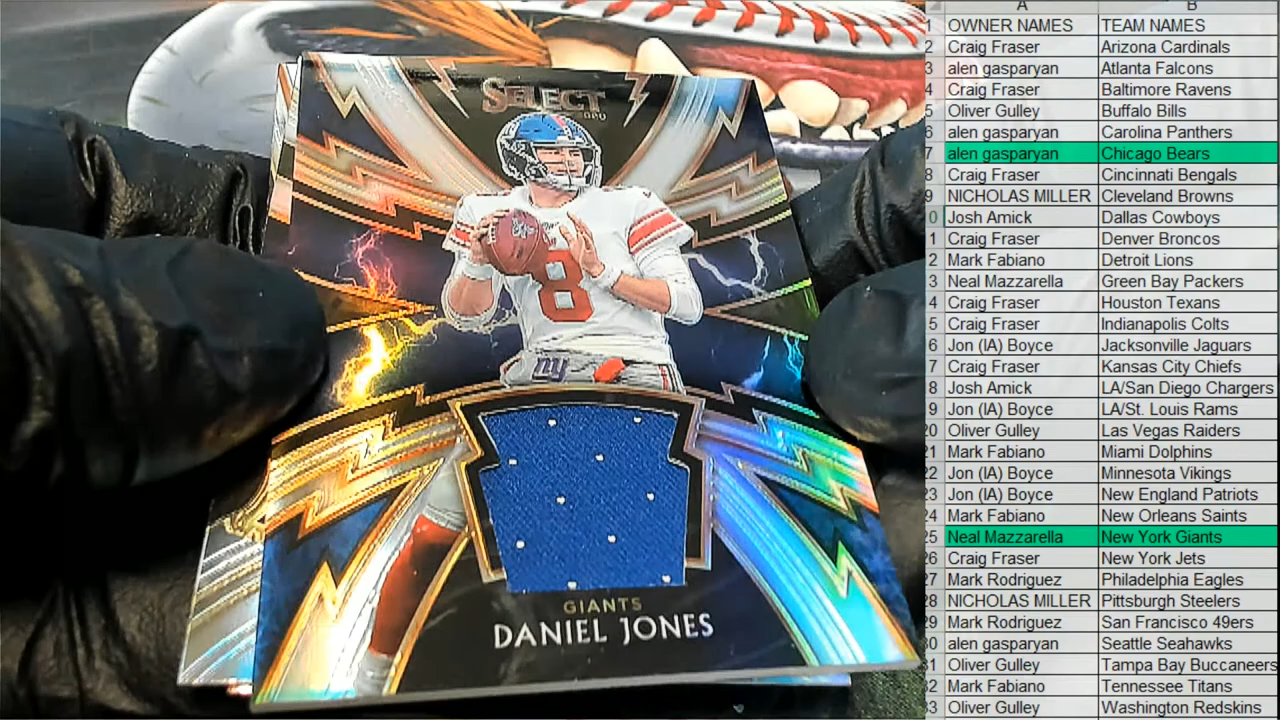 SELECT
2020
8
8
ny
GIANTS
DANIEL JONES
A B
1 OWNER NAMES TEAM NAMES
2 Craig Fraser Arizona Cardinals
3 alen gasparyan Atlanta Falcons
4 Craig Fraser Baltimore Ravens
5 Oliver Gulley Buffalo Bills
6 alen gasparyan Carolina Panthers
7 alen gasparyan Chicago Bears
8 Craig Fraser Cincinnati Bengals
9 NICHOLAS MILLER Cleveland Browns
0 Josh Amick Dallas Cowboys
1 Craig Fraser Denver Broncos
2 Mark Fabiano Detroit Lions
3 Neal Mazzarella Green Bay Packers
4 Craig Fraser Houston Texans
5 Craig Fraser Indianapolis Colts
6 Jon (IA) Boyce Jacksonville Jaguars
7 Craig Fraser Kansas City Chiefs
8 Josh Amick LA/San Diego Chargers
9 Jon (IA) Boyce LA/St. Louis Rams
20 Oliver Gulley Las Vegas Raiders
21 Mark Fabiano Miami Dolphins
22 Jon (IA) Boyce Minnesota Vikings
23 Jon (IA) Boyce New England Patriots
24 Mark Fabiano New Orleans Saints
25 Neal Mazzarella New York Giants
26 Craig Fraser New York Jets
27 Mark Rodriguez Philadelphia Eagles
28 NICHOLAS MILLER Pittsburgh Steelers
29 Mark Rodriguez San Francisco 49ers
30 alen gasparyan Seattle Seahawks
31 Oliver Gulley Tampa Bay Buccaneers
32 Mark Fabiano Tennessee Titans
33 Oliver Gulley Washington Redskins